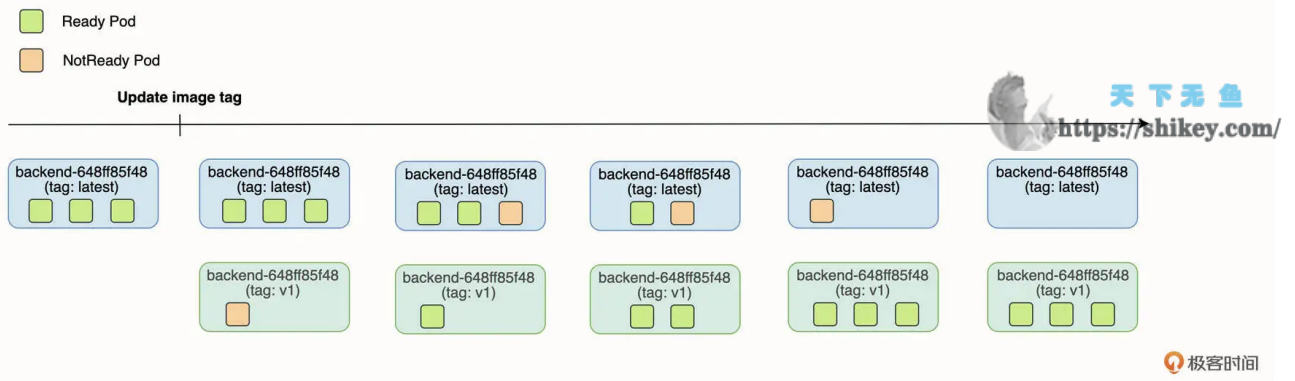 Ready Pod
NotReady Pod
Update image tag
天下无鱼
https://shikey.com/
backend-648ff85f48
(tag: latest)
backend-648ff85f48
(tag: latest)
backend-648ff85f48
(tag: latest)
backend-648ff85f48
(tag: latest)
backend-648ff85f48
(tag: latest)
backend-648ff85f48
(tag: latest)
backend-648ff85f48
(tag: v1)
backend-648ff85f48
(tag: v1)
backend-648ff85f48
(tag: v1)
backend-648ff85f48
(tag: v1)
backend-648ff85f48
(tag: v1)
极客时间